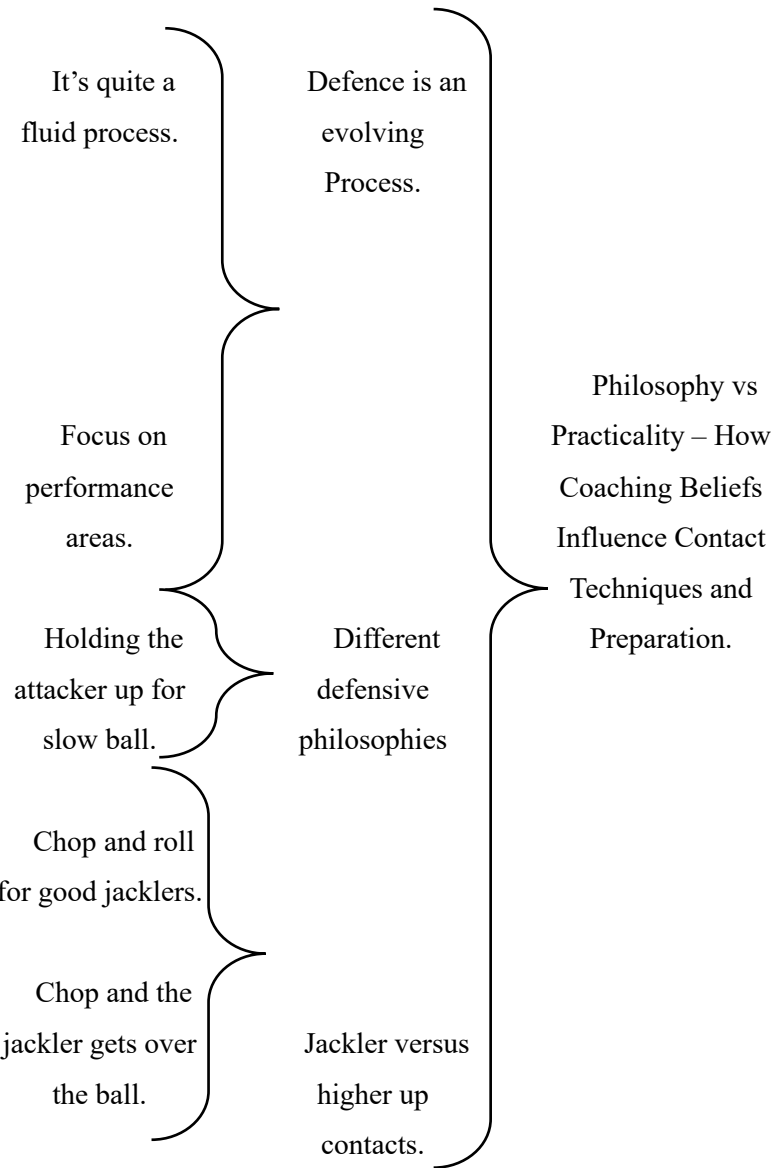 It’s quite a
fluid process.
Focus on
performance
areas.
Holding the
attacker up for
slow ball.
Chop and roll
for good jacklers.
Chop and the
jackler gets over
the ball.
Defence is an
evolving
Process.
Different
defensive
philosophies
Jackler versus
higher up
contacts.
Philosophy vs
Practicality – How
Coaching Beliefs
Influence Contact
Techniques and
Preparation.